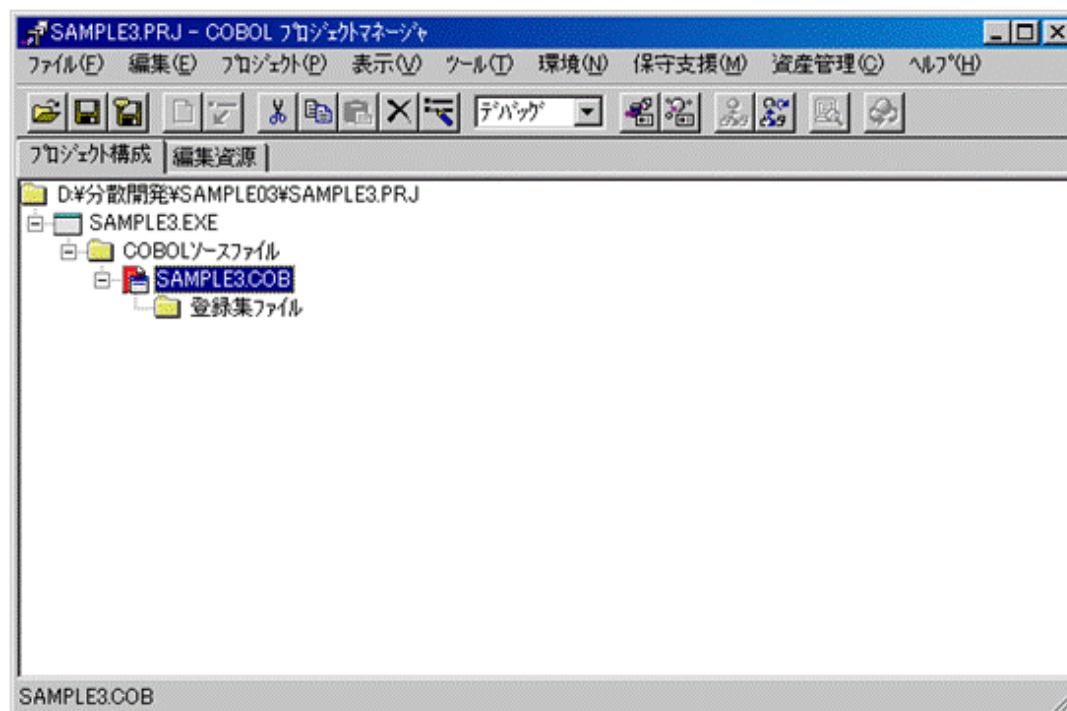 SAMPLE3.PRJ - COBOL ﾌﾟﾛｼﾞｪｸﾄﾏﾈｰｼﾞｬ
ﾌｧｲﾙ(F) 編集(E) ﾌﾟﾛｼﾞｪｸﾄ(P) 表示(V) ﾂｰﾙ(T) 環境(N) 保守支援(M) 資産管理(C) ﾍﾙﾌﾟ(H)
ﾃﾞﾊﾞｯｸﾞ
ﾌﾟﾛｼﾞｪｸﾄ構成 編集資源
D:¥分散開発¥SAMPLE03¥SAMPLE3.PRJ
SAMPLE3.EXE
COBOLｿｰｽﾌｧｲﾙ
SAMPLE3.COB
登録集ﾌｧｲﾙ
SAMPLE3.COB